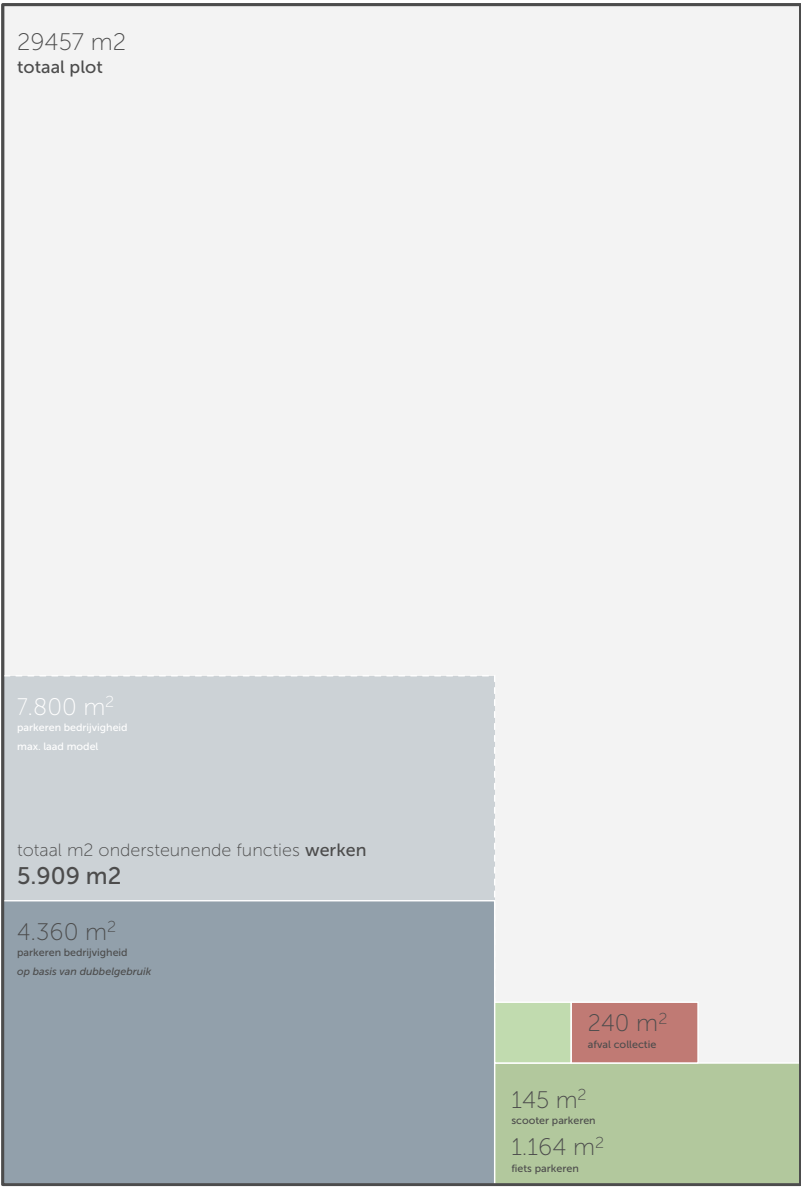 29457 m2
totaal plot
7.800 m²
parkeren bedrijvigheid
max. laad model
totaal m2 ondersteunende functies werken
5.909 m2
4.360 m²
parkeren bedrijvigheid
op basis van dubbelgebruik
240 m²
afval collectie
145 m²
scooter parkeren
1.164 m²
fiets parkeren